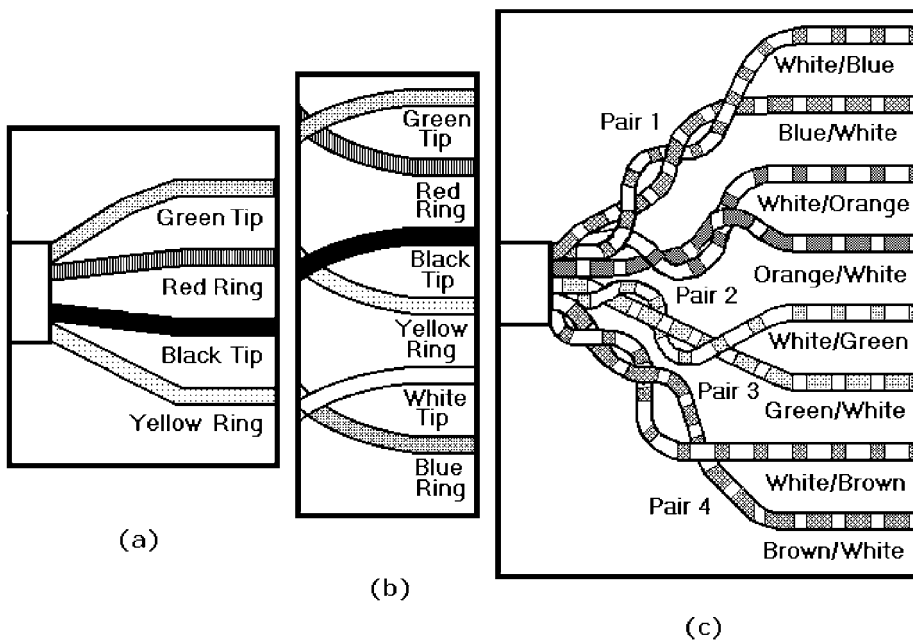 Green Tip
Red Ring
Black Tip
Yellow Ring
(a)
Green
Tip
Red
Ring
Black
Tip
Yellow
Ring
White
Tip
Blue
Ring
(b)
White/Blue
Pair 1
Blue/White
White/Orange
Orange/White
Pair 2
White/Green
Pair 3
Green/White
White/Brown
Pair 4
Brown/White
(c)